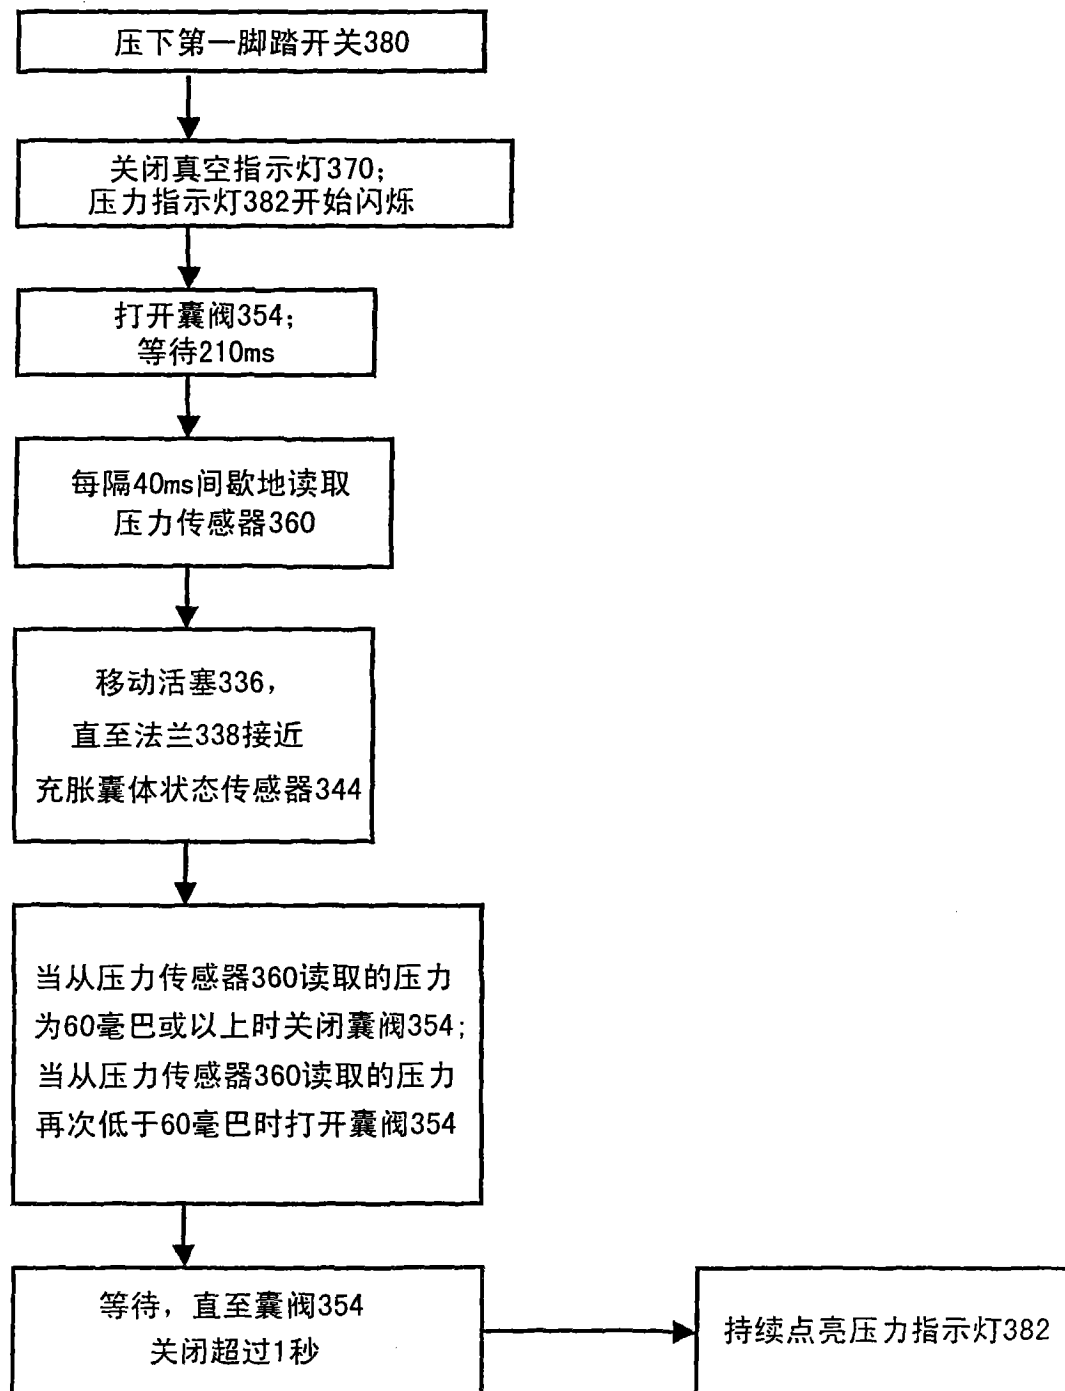 压下第一脚踏开关380
关闭真空指示灯370;
压力指示灯382开始闪烁
打开囊阀354;
等待210ms
每隔40ms间歇地读取
压力传感器360
移动活塞336,
直至法兰338接近
充胀囊体状态传感器344
当从压力传感器360读取的压力
为60毫巴或以上时关闭囊阀354;
当从压力传感器360读取的压力
再次低于60毫巴时打开囊阀354
等待,直至囊阀354
关闭超过1秒
持续点亮压力指示灯382